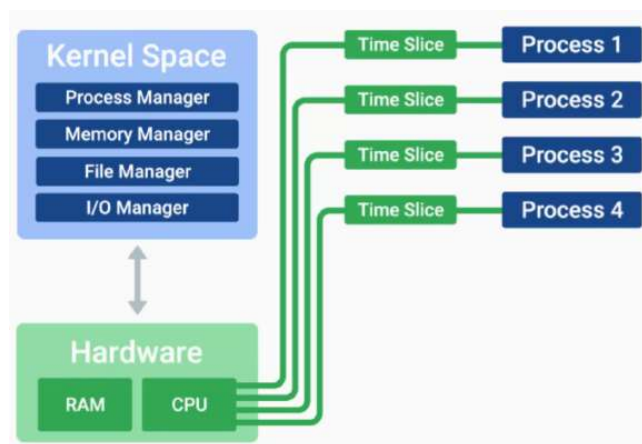 Kernel Space
Process Manager
Memory Manager
File Manager
I/O Manager
Hardware
RAM
CPU
Time Slice
Process 1
Time Slice
Process 2
Time Slice
Process 3
Time Slice
Process 4